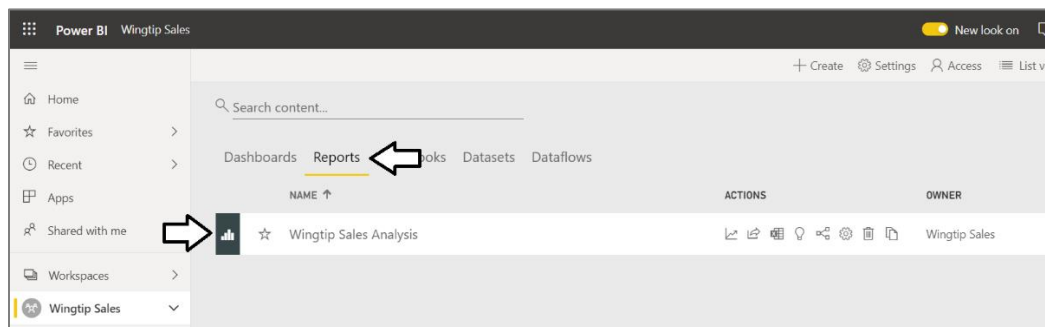 Power BI Wingtip Sales New look on
Create Settings Access List v
Home
Search content...
Favorites
Dashboards Reports ooks Datasets Dataflows
Recent
NAME ACTIONS OWNER
Apps
Shared with me
Wingtip Sales Analysis Wingtip Sales
Workspaces
Wingtip Sales